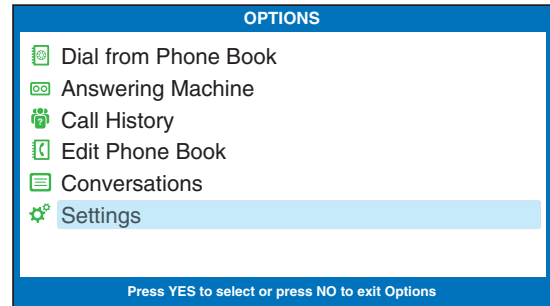 OPTIONS
Dial from Phone Book
Answering Machine
Call History
Edit Phone Book
Conversations
Settings
Press YES to select or press NO to exit Options